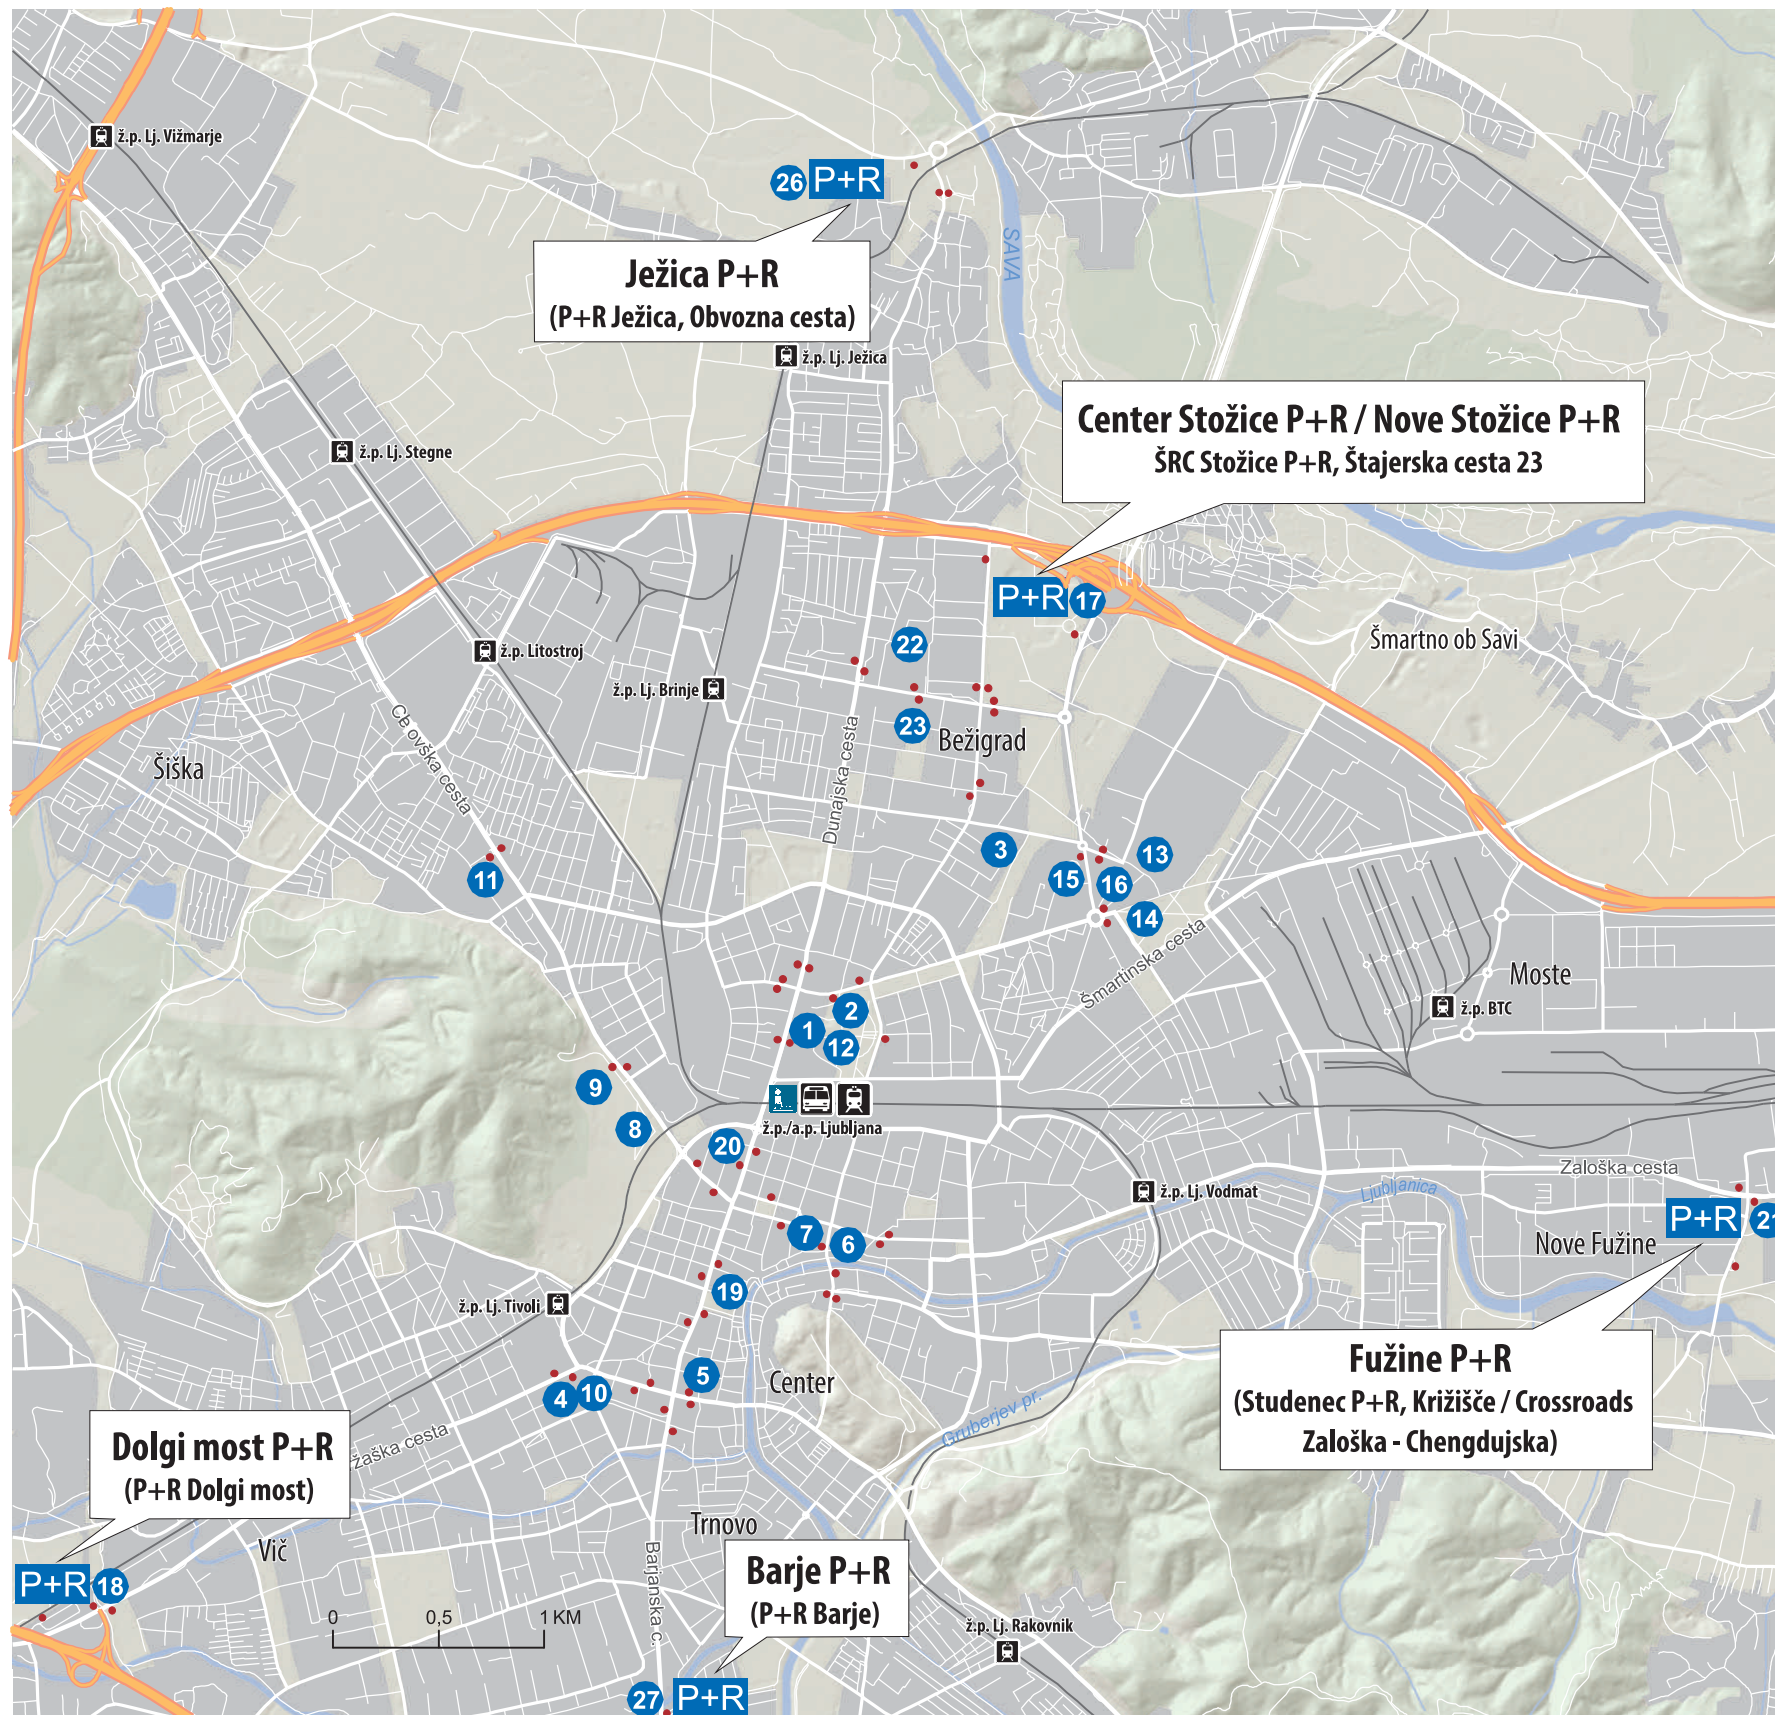 ž.p. Lj. Vižmarje
26 P+R
Ježica P+R
(P+R Ježica, Obvozna cesta)
SAVA
ž.p. Lj. Ježica
Center Stožice P+R / Nove Stožice P+R
ŠRC Stožice P+R, Štajerska cesta 23
ž.p. Lj. Stegne
P+R 17
Šmartno ob Savi
22
ž.p. Litostroj
ž.p. Lj. Brinje
23
Bežigrad
Ce ovška cesta
Šiška
Dunajska cesta
3
13
11
15
16
14
Šmartinska cesta
Moste
ž.p. BTC
2
1
12
9
ž.p./a.p. Ljubljana
8
20
Zaloška cesta
ž.p. Lj. Vodmat
Ljubljanica
P+R 21
7
6
Nove Fužine
19
ž.p. Lj. Tivoli
Fužine P+R
(Studenec P+R, Križišče / Crossroads
Zaloška - Chengdujska)
5
Center
4
10
Gruberjev pr.
Dolgi most P+R
(P+R Dolgi most)
žaška cesta
Trnovo
Vič
Barjanska c.
Barje P+R
(P+R Barje)
P+R 18
0 0,5 1 KM
ž.p. Lj. Rakovnik
27 P+R